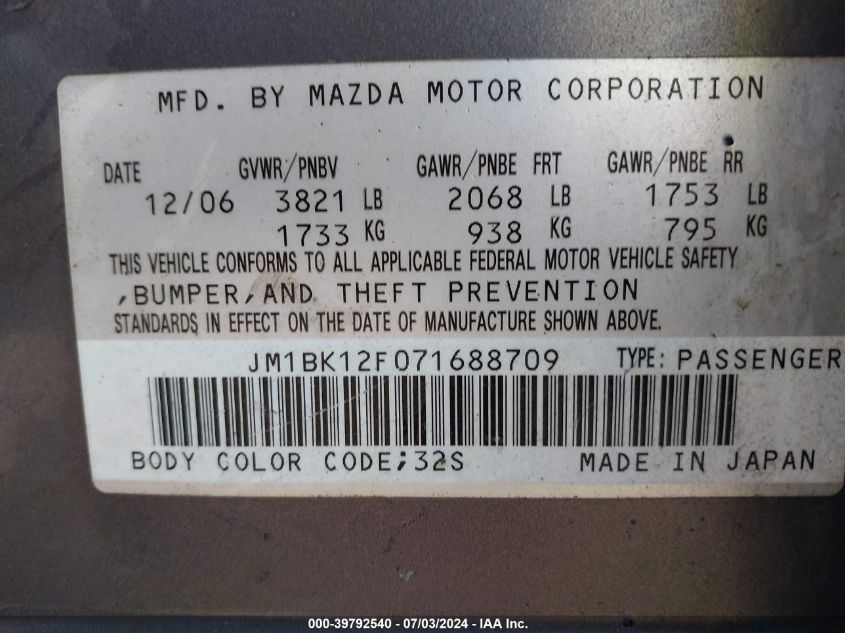 MFD. BY MAZDA MOTOR CORPORATION
DATE GVWR/PNBV GAWR/PNBE FRT GAWR/PNBE RR
12/06 3821 LB 2068 LB 1753 LB
1733 KG 938 KG 795 KG
THIS VEHICLE CONFORMS TO ALL APPLICABLE FEDERAL MOTOR VEHICLE SAFETY
,BUMPER,AND THEFT PREVENTION
STANDARDS IN EFFECT ON THE DATE OF MANUFACTURE SHOWN ABOVE.
JM1BK12F071688709 TYPE: PASSENGER
BODY COLOR CODE;32S MADE IN JAPAN
000-39792540 - 07/03/2024 - IAA Inc.